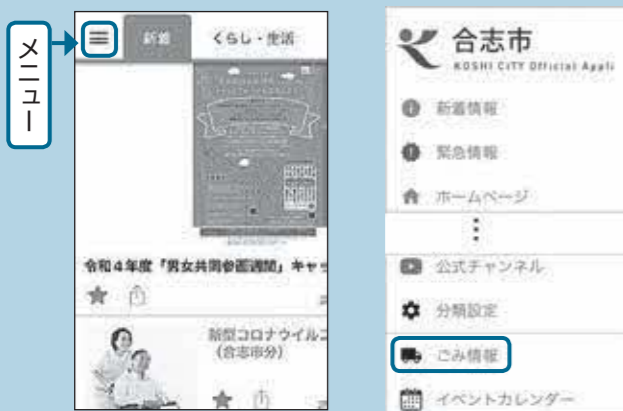 メニュー
新着
くらし・生活
令和4年度「男女共同参画週間」キャッ
新型コロナウイルス
(合志市分)
合志市
KOSHI CITY Official Appli
新着情報
緊急情報
ホームページ
公式チャンネル
分類設定
ごみ情報
イベントカレンダー